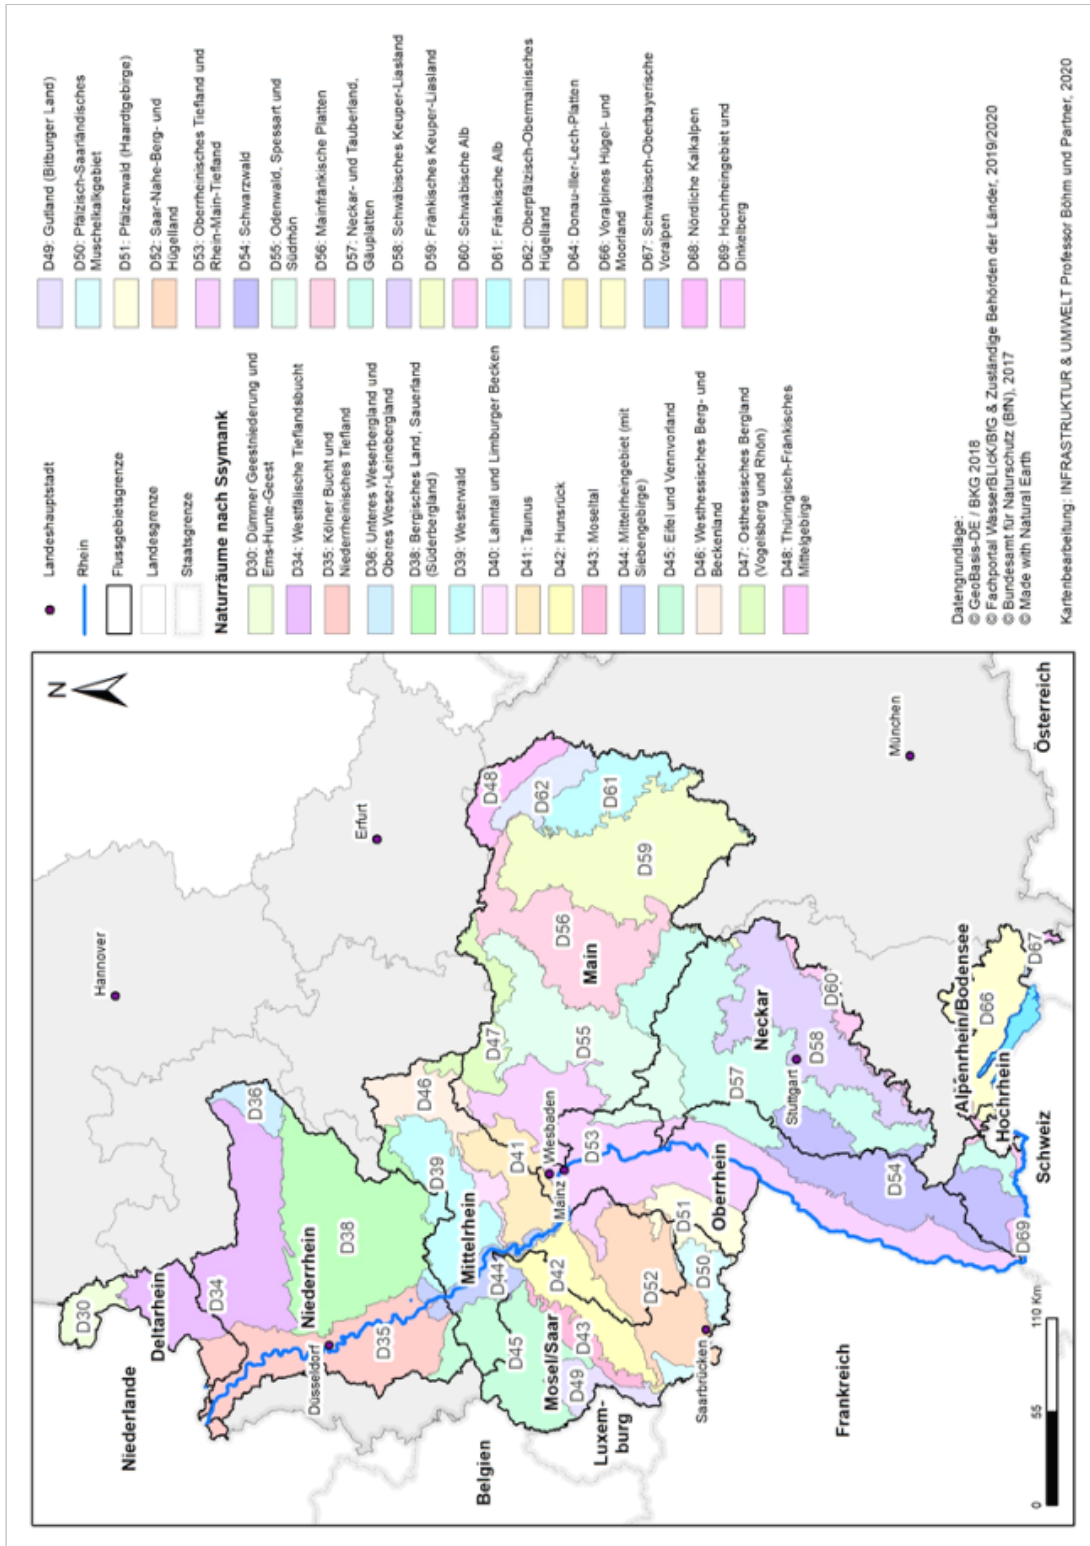 N
Niederlande
Belgien
Luxem-
burg
Frankreich
Schweiz
Österreich
Hannover
Erfurt
München
Düsseldorf
Wiesbaden
Mainz
Saarbrücken
Stuttgart
Deltarhein
Niederrhein
Mittelrhein
Mosel/Saar
Main
Neckar
Oberrhein
Hochrhein
Alpenrhein/Bodensee
D30
D34
D36
D38
D35
D39
D46
D47
D41
D44
D45
D42
D43
D49
D52
D51
D50
D53
D55
D56
D48
D62
D61
D59
D57
D58
D60
D54
D69
D66
D67
0 55 110 Km
Landeshauptstadt
Rhein
Flussgebietsgrenze
Landesgrenze
Staatsgrenze
Naturräume nach Ssymank
D30: Dümmer Geestniederung und
Ems-Hunte-Geest
D34: Westfälische Tieflandsbucht
D35: Kölner Bucht und
Niederrheinisches Tiefland
D36: Unteres Weserbergland und
Oberes Weser-Leinebergland
D38: Bergisches Land, Sauerland
(Süderbergland)
D39: Westerwald
D40: Lahntal und Limburger Becken
D41: Taunus
D42: Hunsrück
D43: Moseltal
D44: Mittelrheingebiet (mit
Siebengebirge)
D45: Eifel und Vennvorland
D46: Westhessisches Berg- und
Beckenland
D47: Osthessisches Bergland
(Vogelsberg und Rhön)
D48: Thüringisch-Fränkisches
Mittelgebirge
D49: Gutland (Bitburger Land)
D50: Pfälzisch-Saarländisches
Muschelkalkgebiet
D51: Pfälzerwald (Haardtgebirge)
D52: Saar-Nahe-Berg- und
Hügelland
D53: Oberrheinisches Tiefland und
Rhein-Main-Tiefland
D54: Schwarzwald
D55: Odenwald, Spessart und
Südrhön
D56: Mainfränkische Platten
D57: Neckar- und Tauberland,
Gäuplatten
D58: Schwäbisches Keuper-Liasland
D59: Fränkisches Keuper-Liasland
D60: Schwäbische Alb
D61: Fränkische Alb
D62: Oberpfälzisch-Obermainisches
Hügelland
D64: Donau-Iller-Lech-Platten
D66: Voralpines Hügel- und
Moorland
D67: Schwäbisch-Oberbayerische
Voralpen
D68: Nördliche Kalkalpen
D69: Hochrheingebiet und
Dinkelberg
Datengrundlage:
© GeoBasis-DE / BKG 2018
© Fachportal WasserBLIcK/BfG & Zuständige Behörden der Länder, 2019/2020
© Bundesamt für Naturschutz (BfN), 2017
© Made with Natural Earth
Kartenbearbeitung: INFRASTRUKTUR & UMWELT Professor Böhm und Partner, 2020